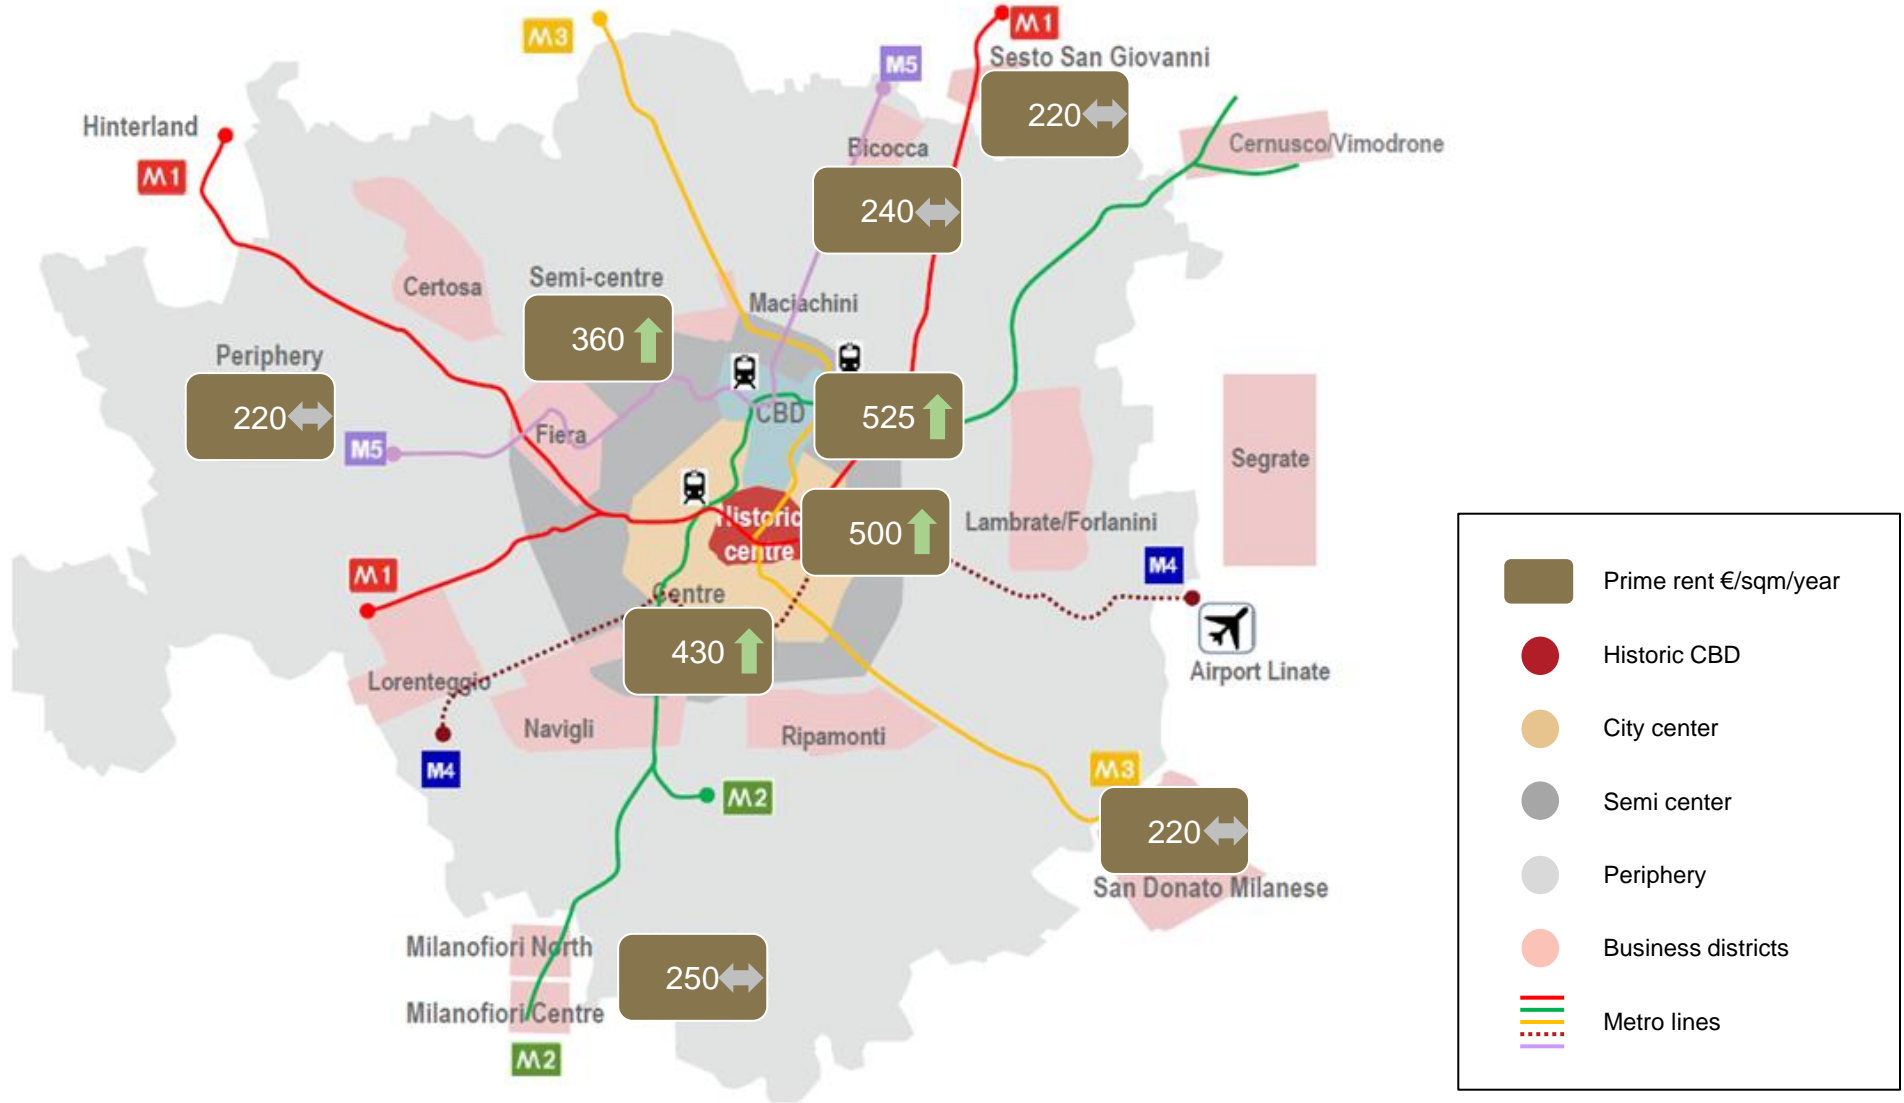 M1
M3
Sesto San Giovanni
M5
220
Hinterland
Cernusco/Vimodrone
Bicocca
M1
240
Semi-centre
Certosa
Maciachini
360
Periphery
220
CBD
525
Fiera
M5
Segrate
Historic
centre
500
Lambrate/Forlanini
M4
M1
Centre
Prime rent €/sqm/year
Historic CBD
City center
Semi center
Periphery
Business districts
Metro lines
430
Airport Linate
Lorenteggio
Navigli
Ripamonti
M4
M3
M2
220
San Donato Milanese
Milanofiori North
250
Milanofiori Centre
M2